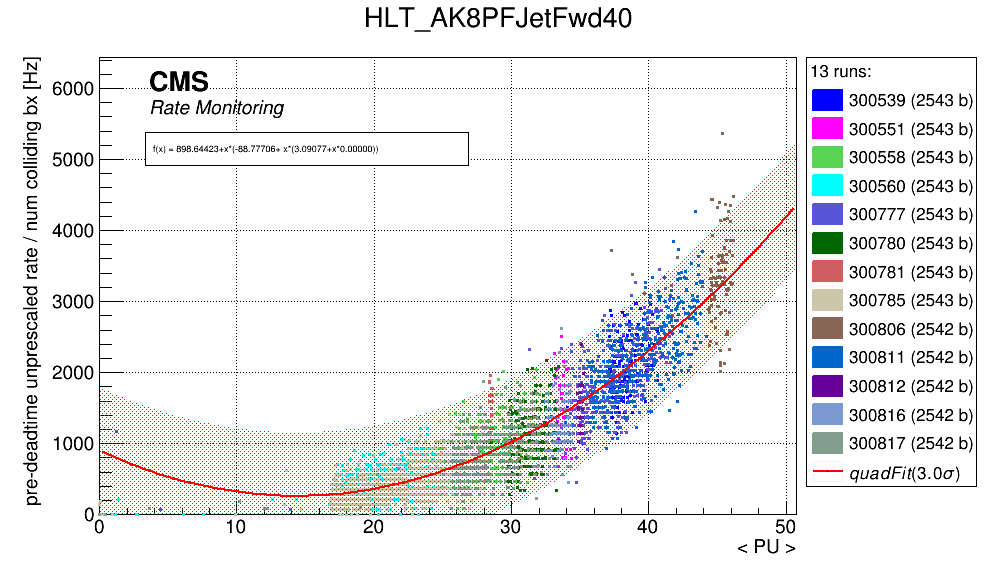 HLT_AK8PFJetFwd40
pre-deadtime unprescaled rate / num colliding bx [Hz]
CMS
Rate Monitoring
f(x) = 898.64423+x*(-88.77706+ x*(3.09077+x*0.00000))
6000
5000
4000
3000
2000
1000
0
0 10 20 30 40 50
< PU >
13 runs:
300539 (2543 b)
300551 (2543 b)
300558 (2543 b)
300560 (2543 b)
300777 (2543 b)
300780 (2543 b)
300781 (2543 b)
300785 (2543 b)
300806 (2542 b)
300811 (2542 b)
300812 (2542 b)
300816 (2542 b)
300817 (2542 b)
quadFit(3.0σ)